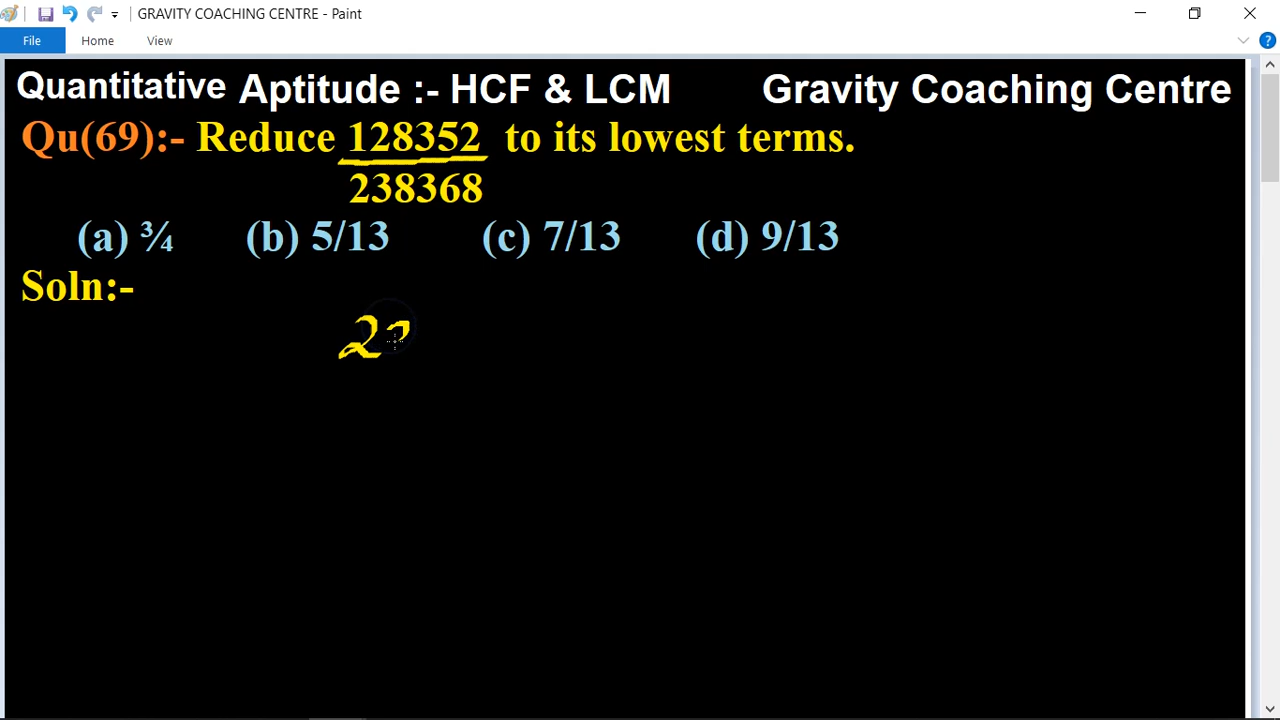 GRAVITY COACHING CENTRE - Paint
File Home View
Quantitative Aptitude :- HCF & LCM Gravity Coaching Centre
Qu(69):- Reduce 128352 to its lowest terms.
238368
(a) ¾ (b) 5/13 (c) 7/13 (d) 9/13
Soln:-
2